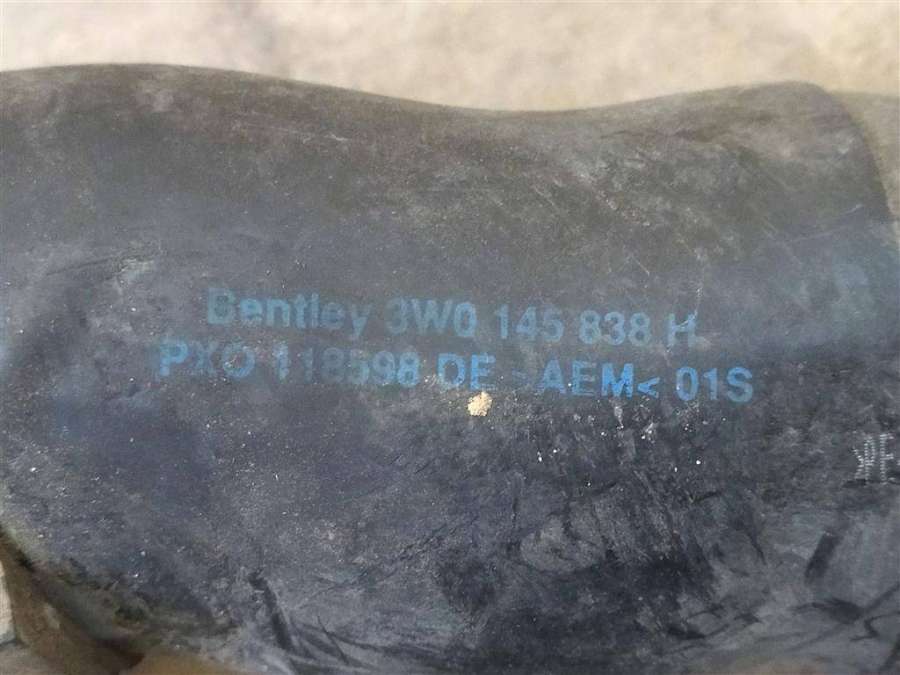 Bentley 3W0 145 838 H
PXO 118598 DE >AEM< 01S